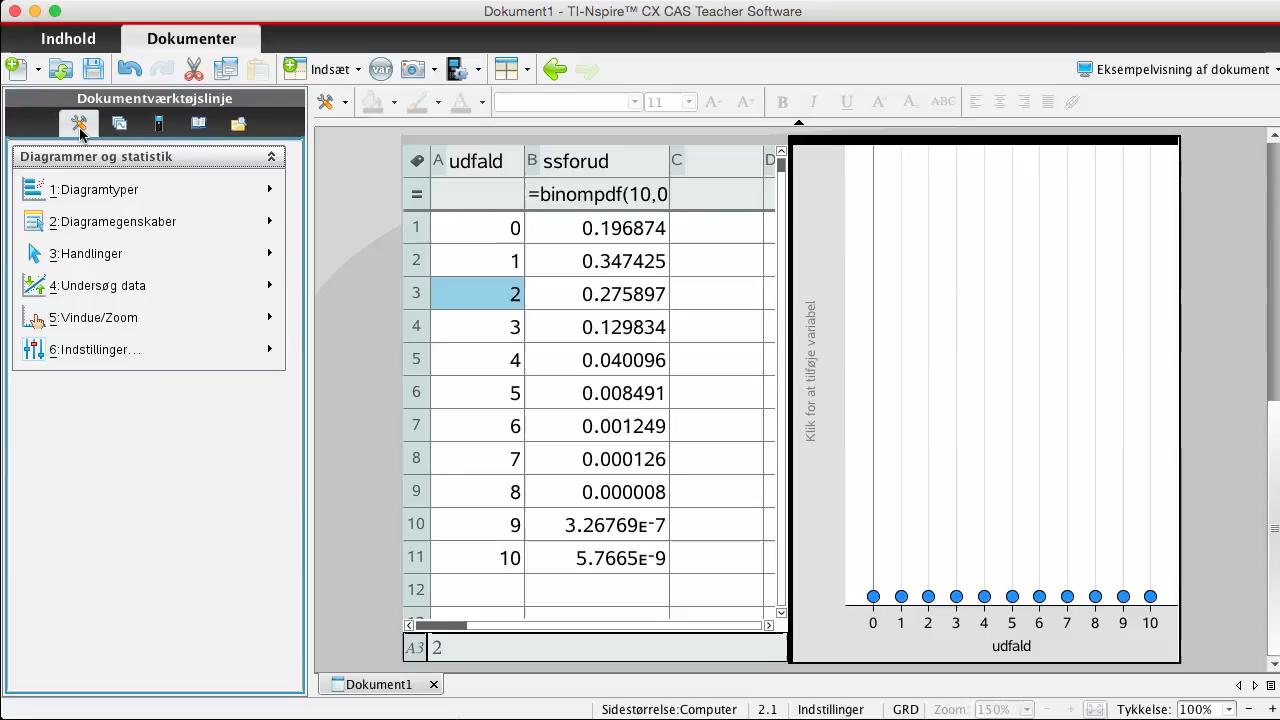 Dokument1 - TI-Nspire™ CX CAS Teacher Software
Indhold
Dokumenter
Indsæt
var
Eksempelvisning af dokument
Dokumentværktøjslinje
11
B I U A A ABC
Diagrammer og statistik
1:Diagramtyper
2:Diagramegenskaber
3:Handlinger
4:Undersøg data
5:Vindue/Zoom
6:Indstillinger...
A udfald B ssforud C D
= =binompdf(10,0
1 0 0.196874
2 1 0.347425
3 2 0.275897
4 3 0.129834
5 4 0.040096
6 5 0.008491
7 6 0.001249
8 7 0.000126
9 8 0.000008
10 9 3.26769ᴇ-7
11 10 5.7665ᴇ-9
12
A3 2
Klik for at tilføje variabel
0 1 2 3 4 5 6 7 8 9 10
udfald
Dokument1
Sidestørrelse:Computer 2.1 Indstillinger GRD Zoom: 150% Tykkelse: 100%